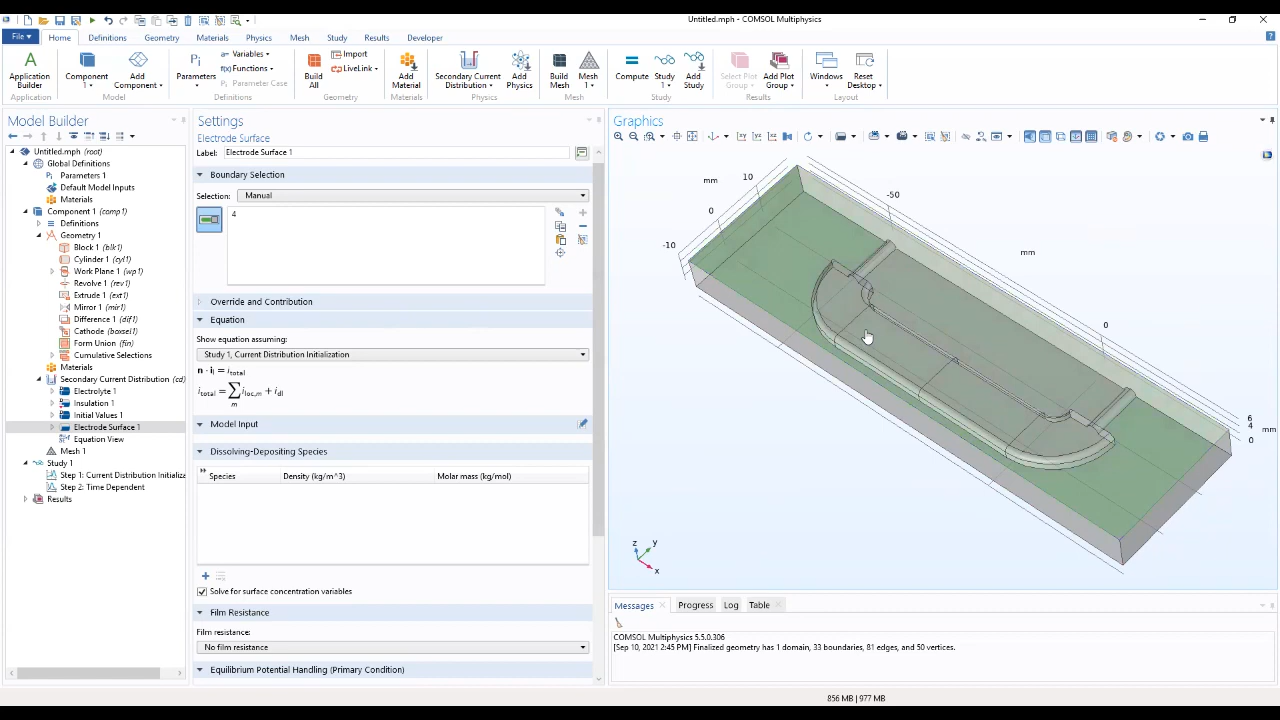 Untitled.mph - COMSOL Multiphysics
File
Home
Definitions
Geometry
Materials
Physics
Mesh
Study
Results
Developer
Application Builder
Component 1
Add Component
Parameters
Variables
Functions
Parameter Case
Build All
Import
LiveLink
Add Material
Secondary Current Distribution
Add Physics
Build Mesh
Mesh 1
Compute
Study 1
Add Study
Select Plot Group
Add Plot Group
Windows
Reset Desktop
Application
Model
Definitions
Geometry
Materials
Physics
Mesh
Study
Results
Layout
Model Builder
Untitled.mph (root)
Global Definitions
Parameters 1
Default Model Inputs
Materials
Component 1 (comp1)
Definitions
Geometry 1
Block 1 (blk1)
Cylinder 1 (cyl1)
Work Plane 1 (wp1)
Revolve 1 (rev1)
Extrude 1 (ext1)
Mirror 1 (mir1)
Difference 1 (dif1)
Cathode (boxsel1)
Form Union (fin)
Cumulative Selections
Materials
Secondary Current Distribution (cd)
Electrolyte 1
Insulation 1
Initial Values 1
Electrode Surface 1
Equation View
Mesh 1
Study 1
Step 1: Current Distribution Initializa
Step 2: Time Dependent
Results
Settings
Electrode Surface
Label: Electrode Surface 1
Boundary Selection
Selection: Manual
4
Override and Contribution
Equation
Show equation assuming:
Study 1, Current Distribution Initialization
n · i_l = i_total
i_total = ∑_m i_loc,m + i_dl
Model Input
Dissolving-Depositing Species
Species Density (kg/m^3) Molar mass (kg/mol)
Solve for surface concentration variables
Film Resistance
Film resistance:
No film resistance
Equilibrium Potential Handling (Primary Condition)
Graphics
mm
10
0
-10
-50
mm
0
6
4
0
mm
z
y
x
Messages
Progress
Log
Table
COMSOL Multiphysics 5.5.0.306
[Sep 10, 2021 2:45 PM] Finalized geometry has 1 domain, 33 boundaries, 81 edges, and 50 vertices.
856 MB | 977 MB